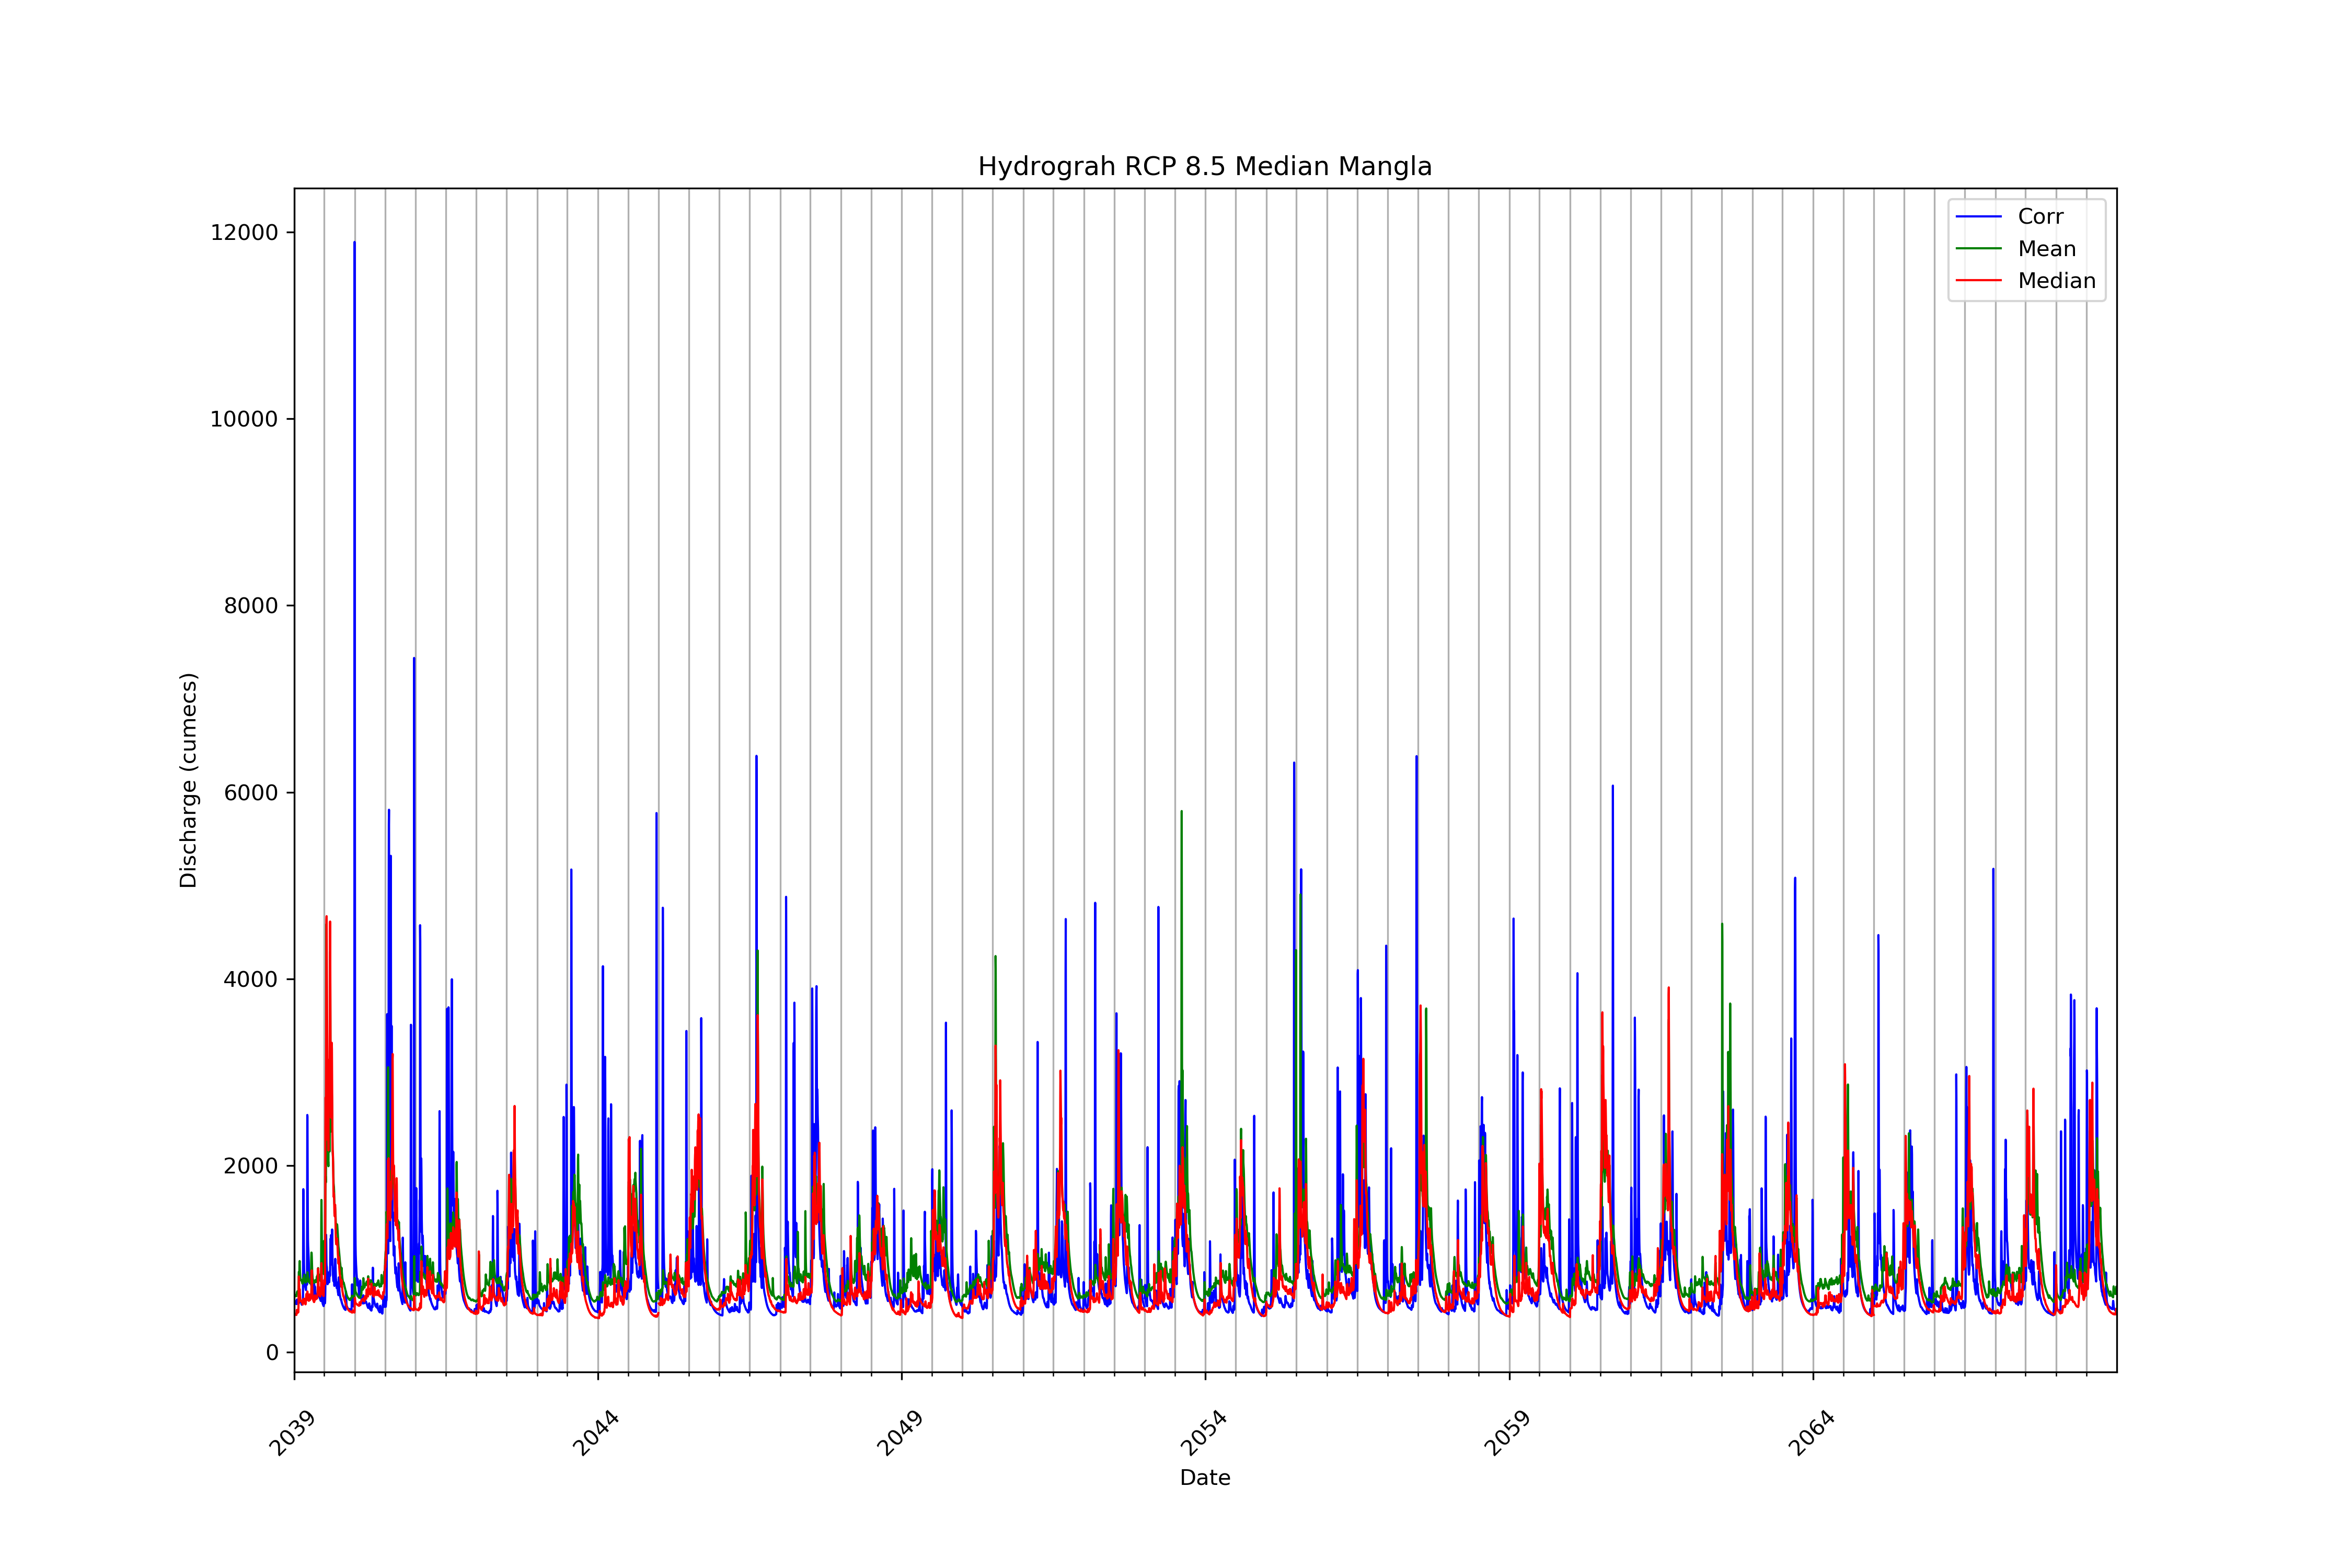 Hydrograh RCP 8.5 Median Mangla
Corr
Mean
Median
12000
10000
8000
6000
4000
2000
0
Discharge (cumecs)
2039
2044
2049
2054
2059
2064
Date